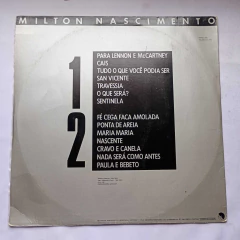 MILTON NASCIMENTO
1
PARA LENNON E McCARTNEY
CAIS
TUDO O QUE VOCÊ PODIA SER
SAN VICENTE
TRAVESSIA
O QUE SERÁ?
SENTINELA
2
FÉ CEGA FACA AMOLADA
PONTA DE AREIA
MARIA MARIA
NASCENTE
CRAVO E CANELA
NADA SERÁ COMO ANTES
PAULA E BEBETO